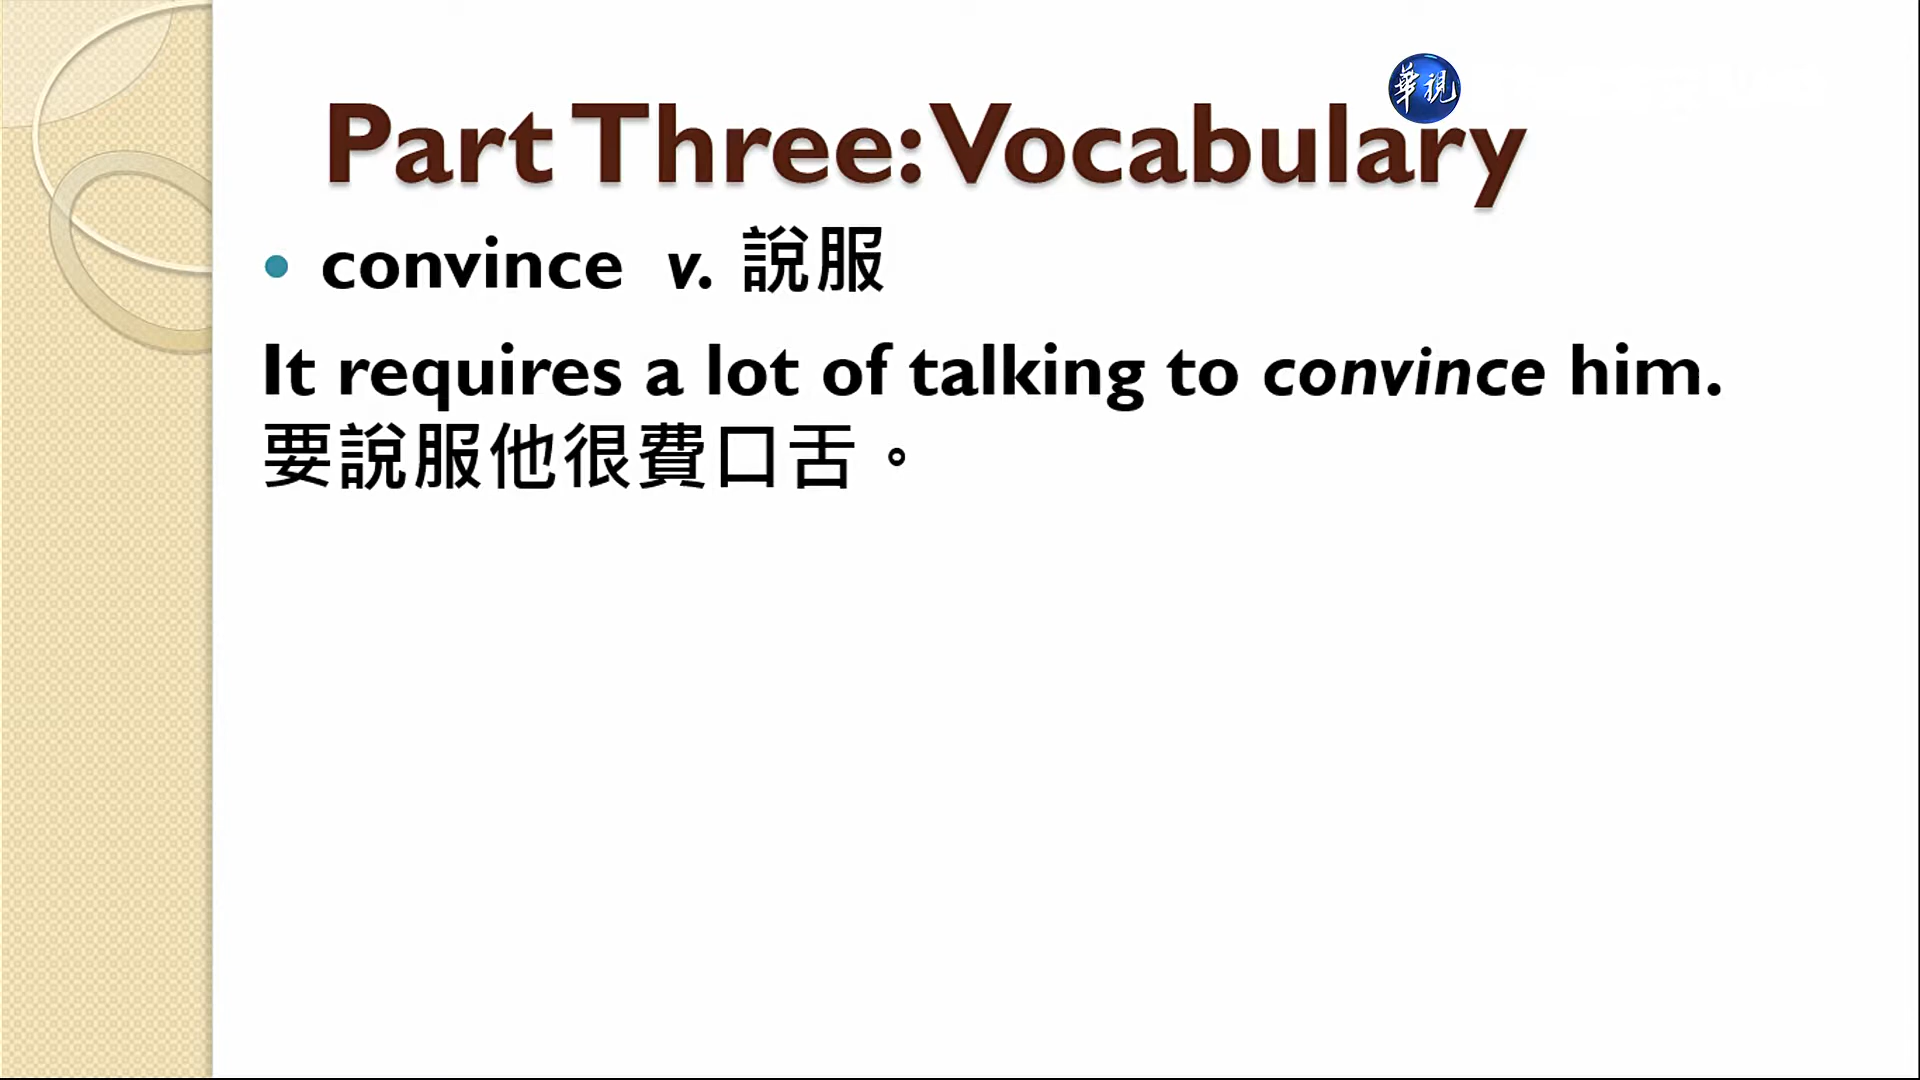 華視
Part Three: Vocabulary
• convince v. 說服
It requires a lot of talking to convince him.
要說服他很費口舌。